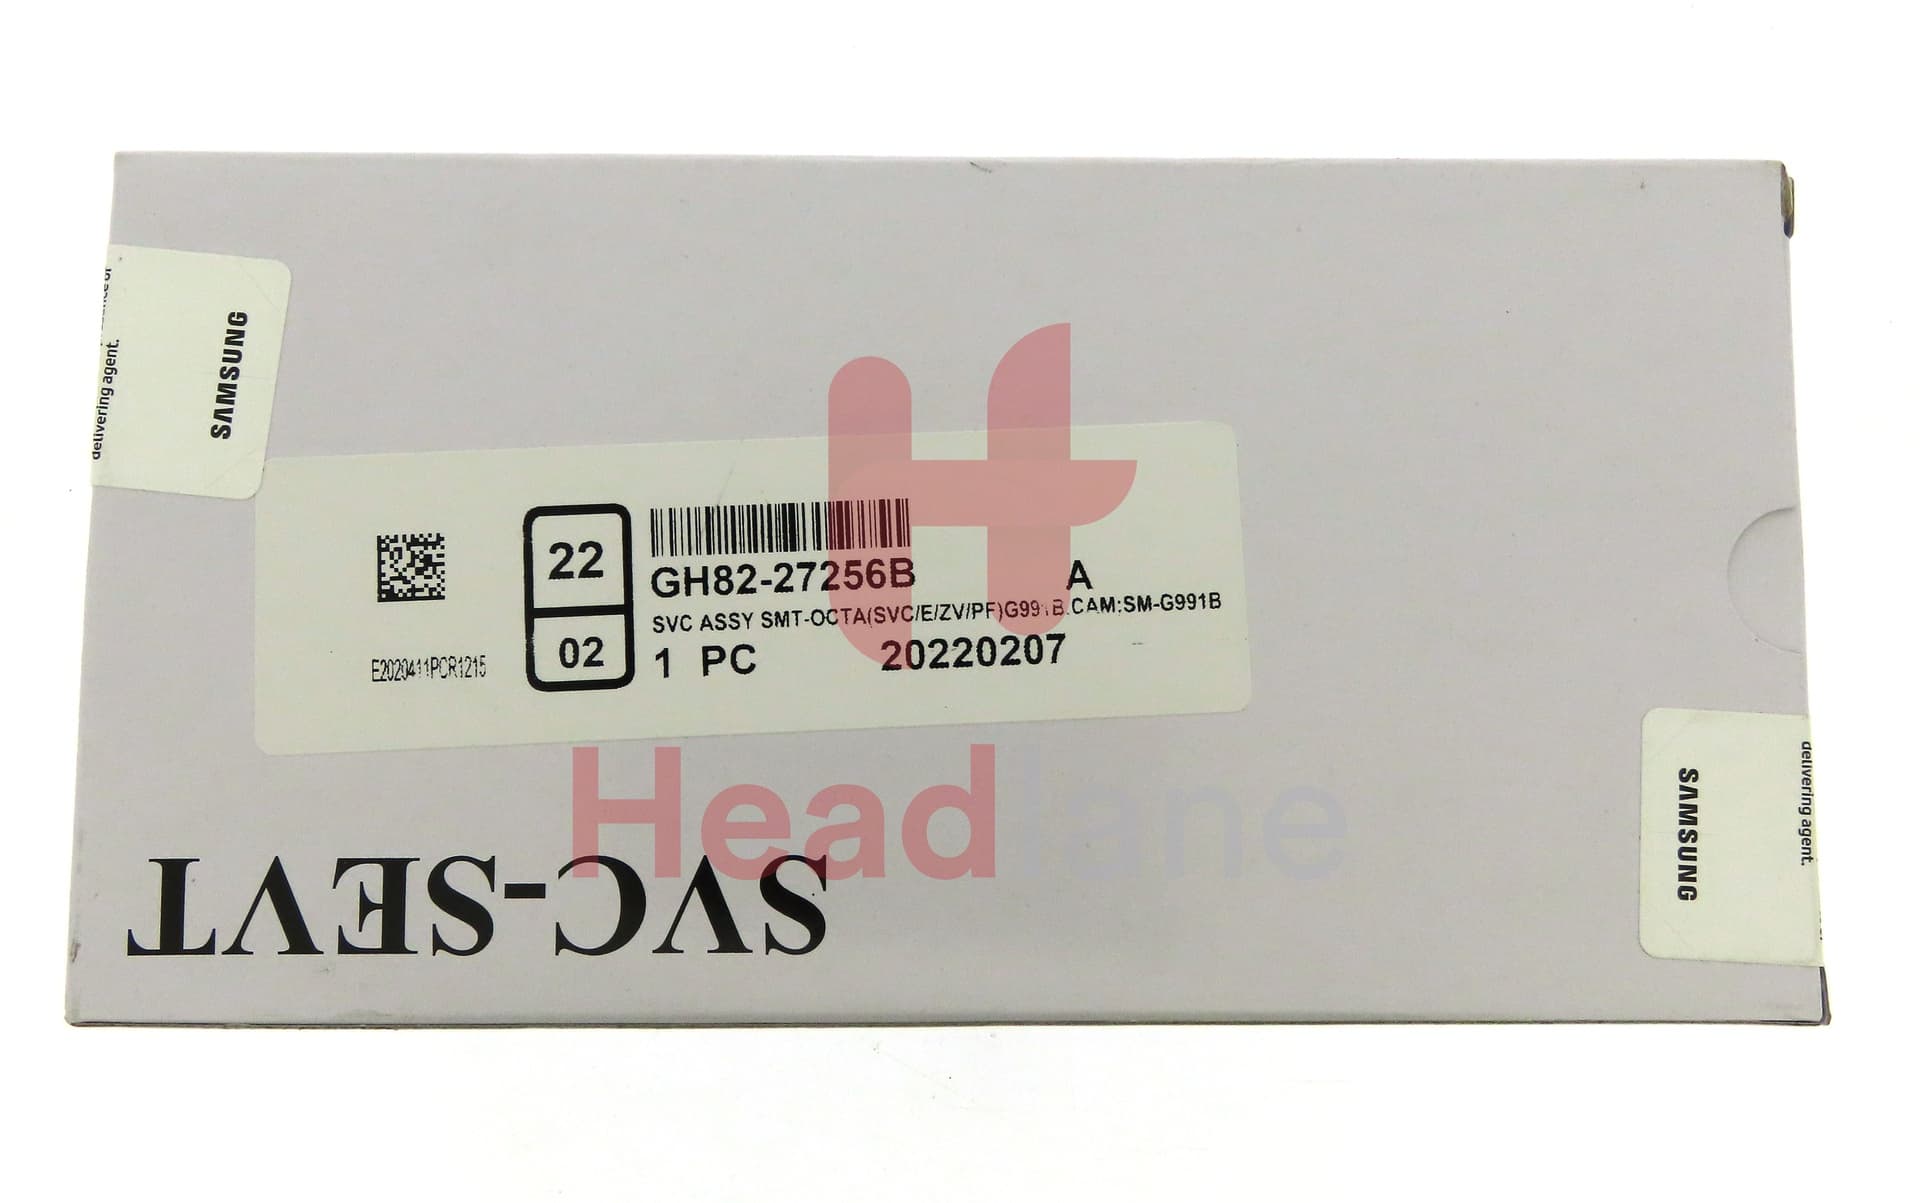 delivering agent.
SAMSUNG
22
02
GH82-27256B
A
SVC ASSY SMT-OCTA(SVC/E/ZV/PF)G991B.CAM:SM-G991B
1 PC
20220207
E2020411PCR1215
Headlane
SVC-SEVT
SAMSUNG
delivering agent.